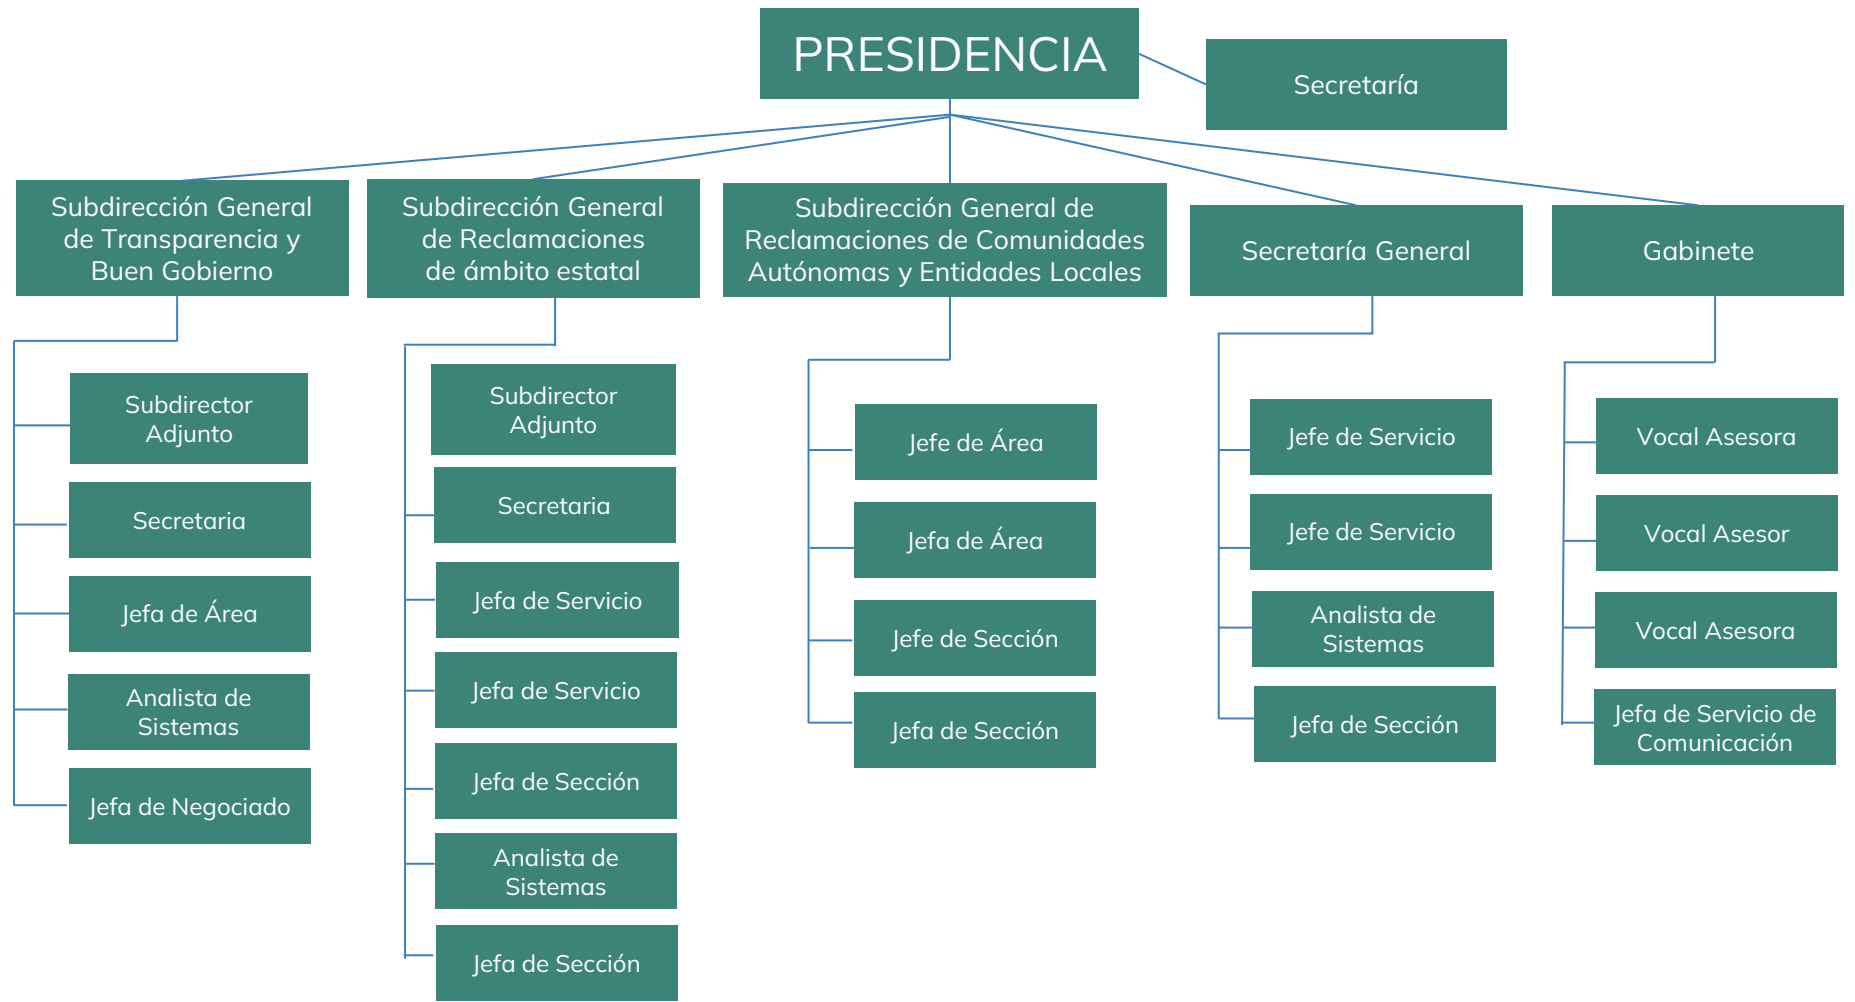 PRESIDENCIA
Secretaría
Subdirección General
de Transparencia y
Buen Gobierno
Subdirección General
de Reclamaciones
de ámbito estatal
Subdirección General de
Reclamaciones de Comunidades
Autónomas y Entidades Locales
Secretaría General
Gabinete
Subdirector
Adjunto
Secretaria
Jefa de Área
Analista de
Sistemas
Jefa de Negociado
Subdirector
Adjunto
Secretaria
Jefa de Servicio
Jefa de Servicio
Jefa de Sección
Analista de
Sistemas
Jefa de Sección
Jefe de Área
Jefa de Área
Jefe de Sección
Jefa de Sección
Jefe de Servicio
Jefe de Servicio
Analista de
Sistemas
Jefa de Sección
Vocal Asesora
Vocal Asesor
Vocal Asesora
Jefa de Servicio de
Comunicación